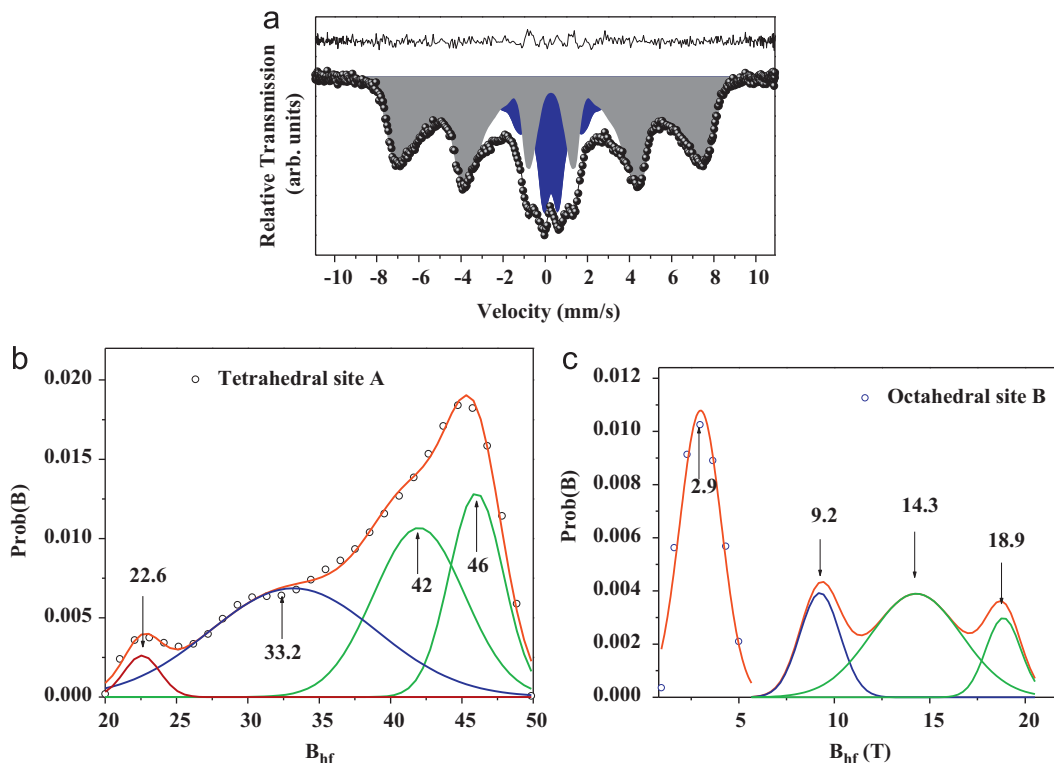 a
Relative Transmission
(arb. units)
-10 -8 -6 -4 -2 0 2 4 6 8 10
Velocity (mm/s)
b
Tetrahedral site A
0.020
0.015
0.010
0.005
0.000
Prob(B)
22.6
33.2
42
46
20 25 30 35 40 45 50
B_hf
c
Octahedral site B
0.012
0.010
0.008
0.006
0.004
0.002
0.000
Prob(B)
2.9
9.2
14.3
18.9
5 10 15 20
B_hf (T)